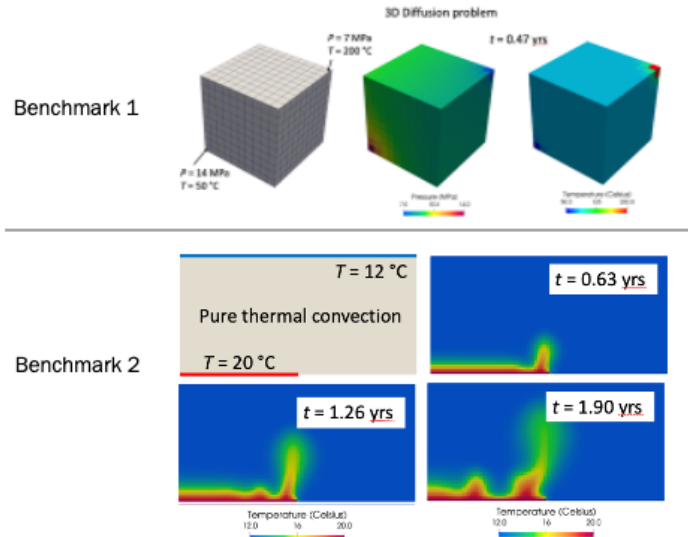 3D Diffusion problem
P = 7 MPa
T = 200 °C
t = 0.47 yrs
Benchmark 1
P = 14 MPa
T = 50 °C
Pressure (MPa)
Temperature (Celsius)
T = 12 °C
t = 0.63 yrs
Pure thermal convection
Benchmark 2
T = 20 °C
t = 1.26 yrs
t = 1.90 yrs
Temperature (Celsius)
12.0 16 20.0
Temperature (Celsius)
12.0 16 20.0